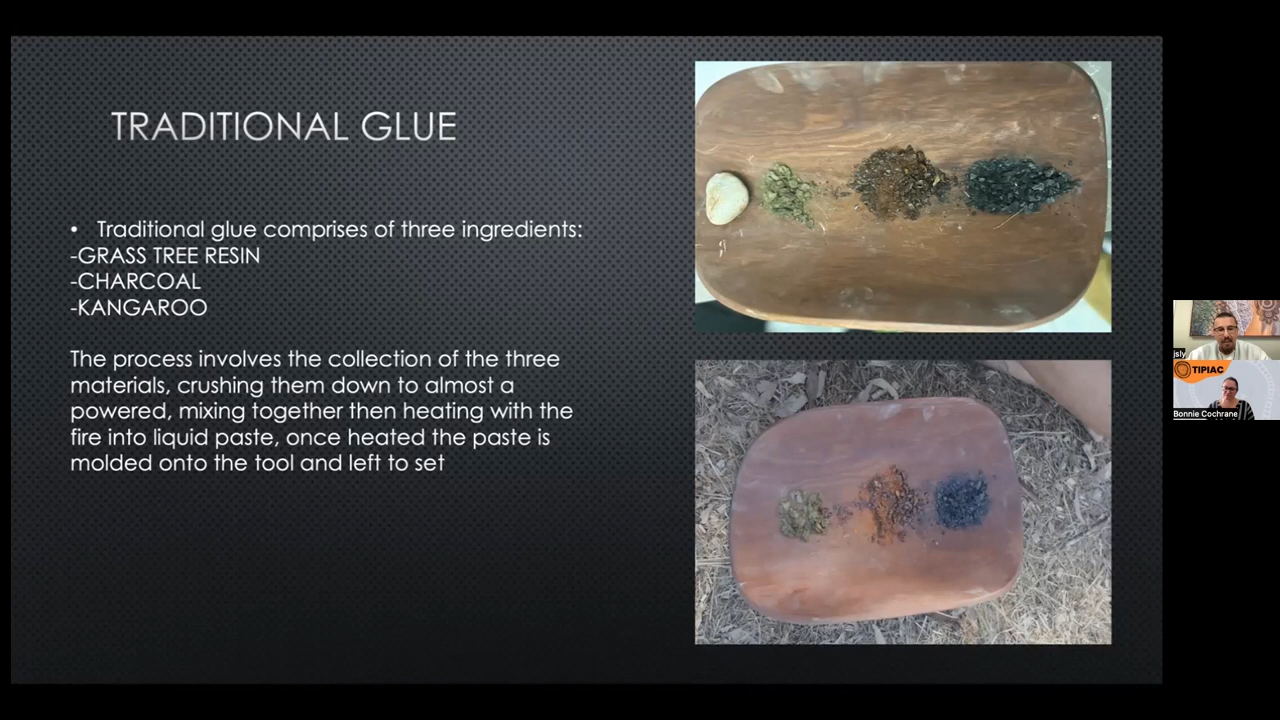 TRADITIONAL GLUE
• Traditional glue comprises of three ingredients:
-GRASS TREE RESIN
-CHARCOAL
-KANGAROO
The process involves the collection of the three
materials, crushing them down to almost a
powered, mixing together then heating with the
fire into liquid paste, once heated the paste is
molded onto the tool and left to set
jsly
TIPIAC
Bonnie Cochrane